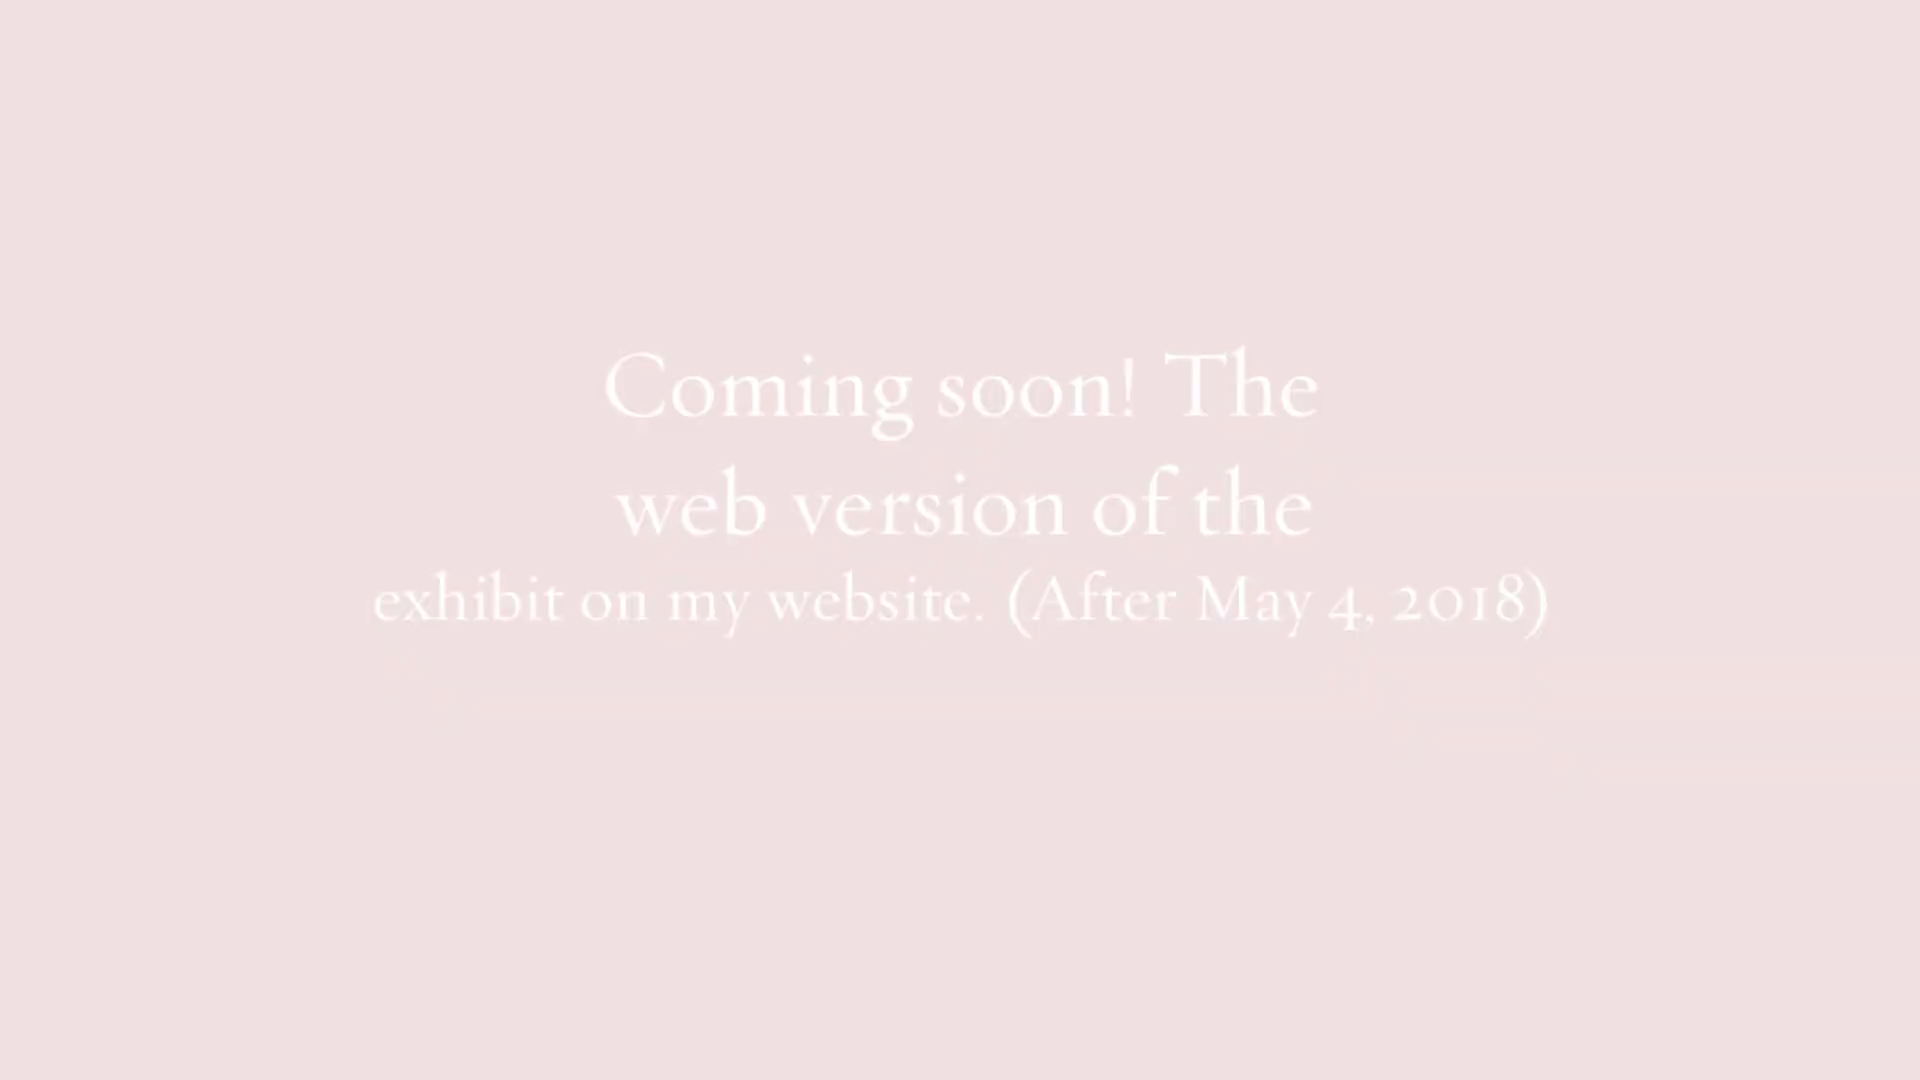 Coming soon! The
web version of the
exhibit on my website. (After May 4, 2018)